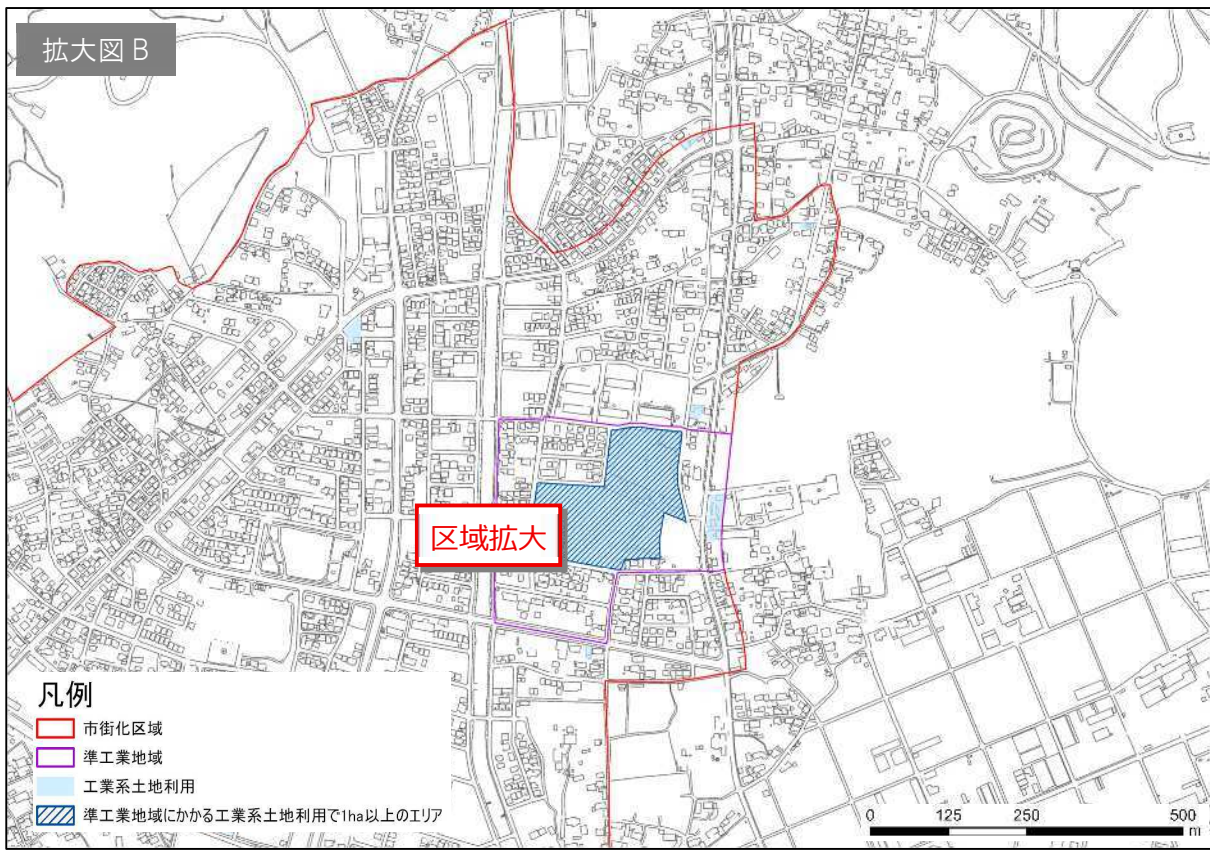 拡大図 B
区域拡大
凡例
市街化区域
準工業地域
工業系土地利用
準工業地域にかかる工業系土地利用で1ha以上のエリア
0 125 250 500
m